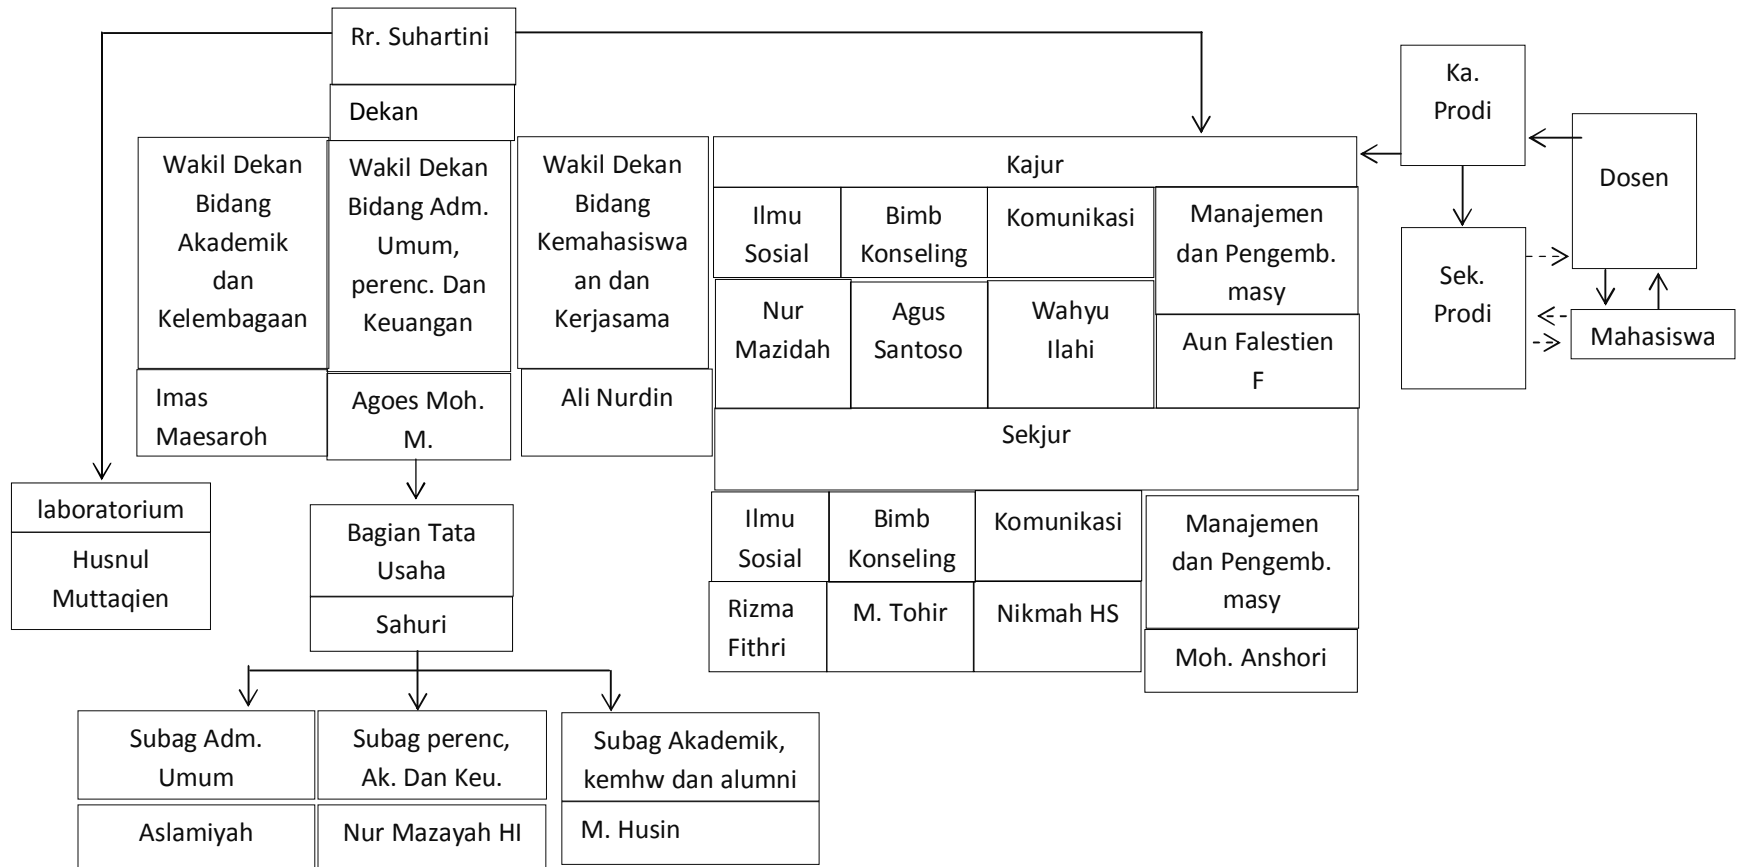 Rr. Suhartini
Dekan
Wakil Dekan
Bidang
Akademik
dan
Kelembagaan
Imas
Maesaroh
Wakil Dekan
Bidang Adm.
Umum,
perenc. Dan
Keuangan
Agoes Moh.
M.
Wakil Dekan
Bidang
Kemahasiswa
an dan
Kerjasama
Ali Nurdin
laboratorium
Husnul
Muttaqien
Bagian Tata
Usaha
Sahuri
Subag Adm.
Umum
Aslamiyah
Subag perenc,
Ak. Dan Keu.
Nur Mazayah HI
Subag Akademik,
kemhw dan alumni
M. Husin
Kajur
Ilmu
Sosial
Nur
Mazidah
Bimb
Konseling
Agus
Santoso
Komunikasi
Wahyu
Ilahi
Manajemen
dan Pengemb.
masy
Aun Falestien
F
Sekjur
Ilmu
Sosial
Rizma
Fithri
Bimb
Konseling
M. Tohir
Komunikasi
Nikmah HS
Manajemen
dan Pengemb.
masy
Moh. Anshori
Ka.
Prodi
Sek.
Prodi
Dosen
Mahasiswa